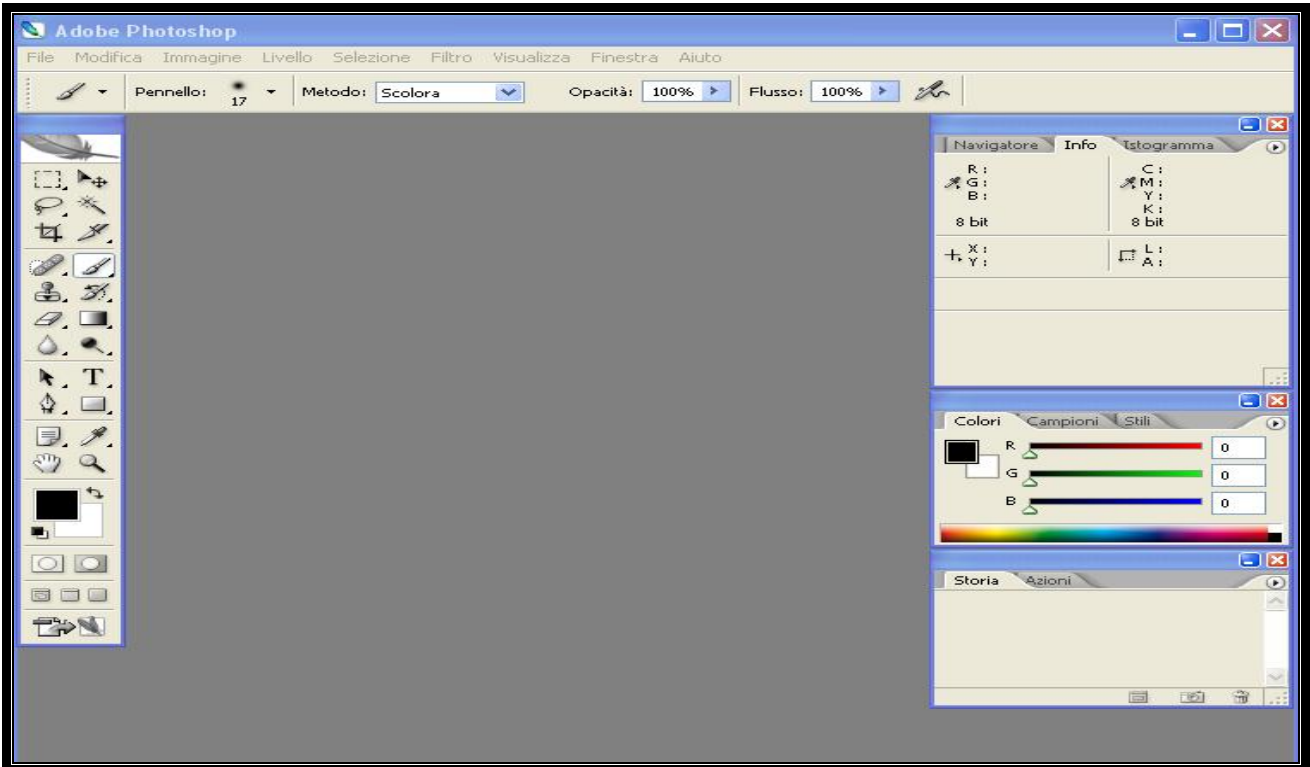 Adobe Photoshop
File Modifica Immagine Livello Selezione Filtro Visualizza Finestra Aiuto
Pennello: 17 Metodo: Scolora Opacità: 100% Flusso: 100%
Navigatore Info Istogramma
R: C:
G: M:
B: Y:
K:
8 bit 8 bit
X: L:
Y: A:
T
Colori Campioni Stili
R 0
G 0
B 0
Storia Azioni